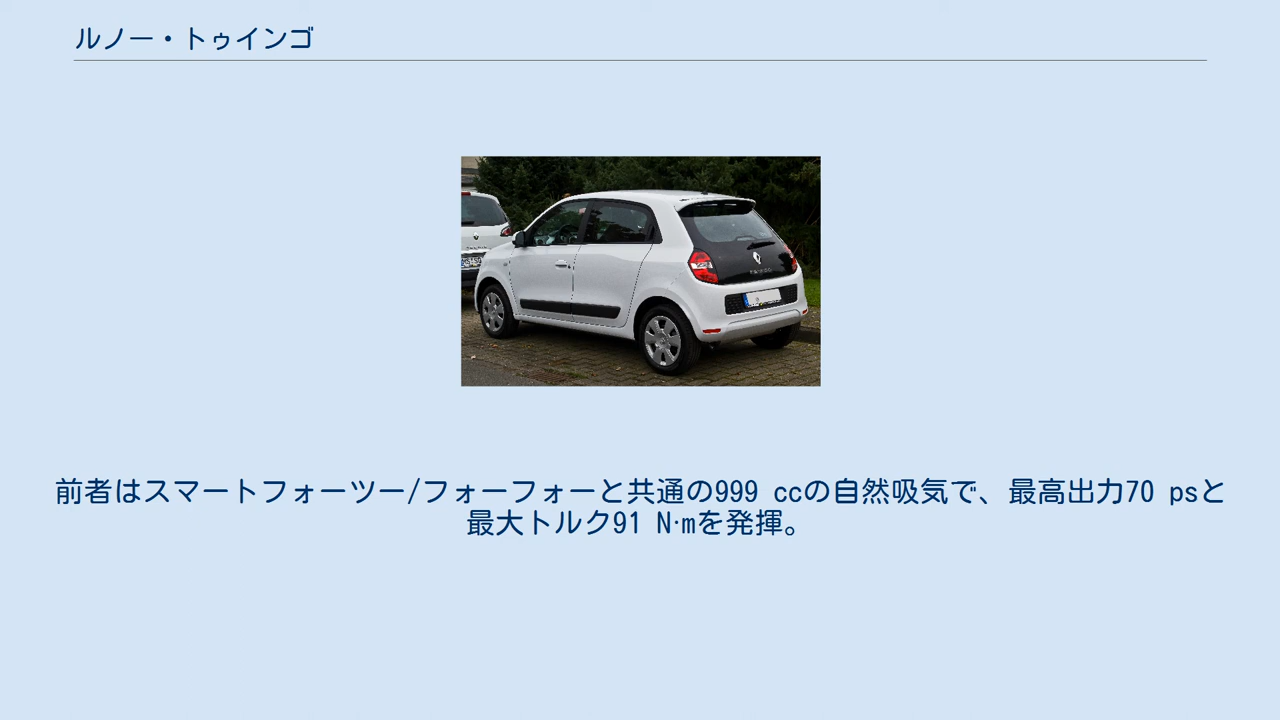 ルノー・トゥインゴ
前者はスマートフォーツー/フォーフォーと共通の999 ccの自然吸気で、最高出力70 psと
最大トルク91 N·mを発揮。